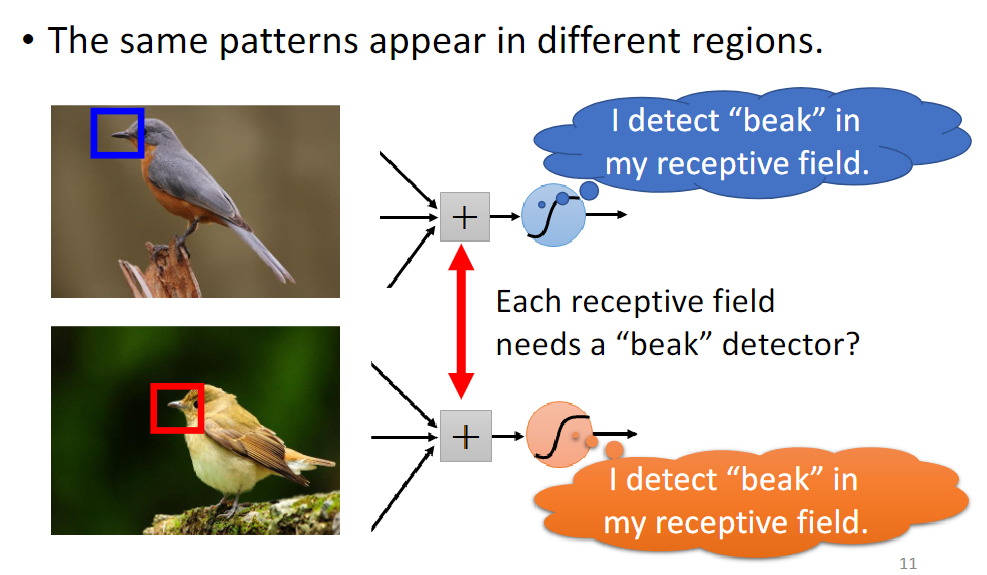 • The same patterns appear in different regions.
I detect “beak” in
my receptive field.
+
Each receptive field
needs a “beak” detector?
+
I detect “beak” in
my receptive field.
11